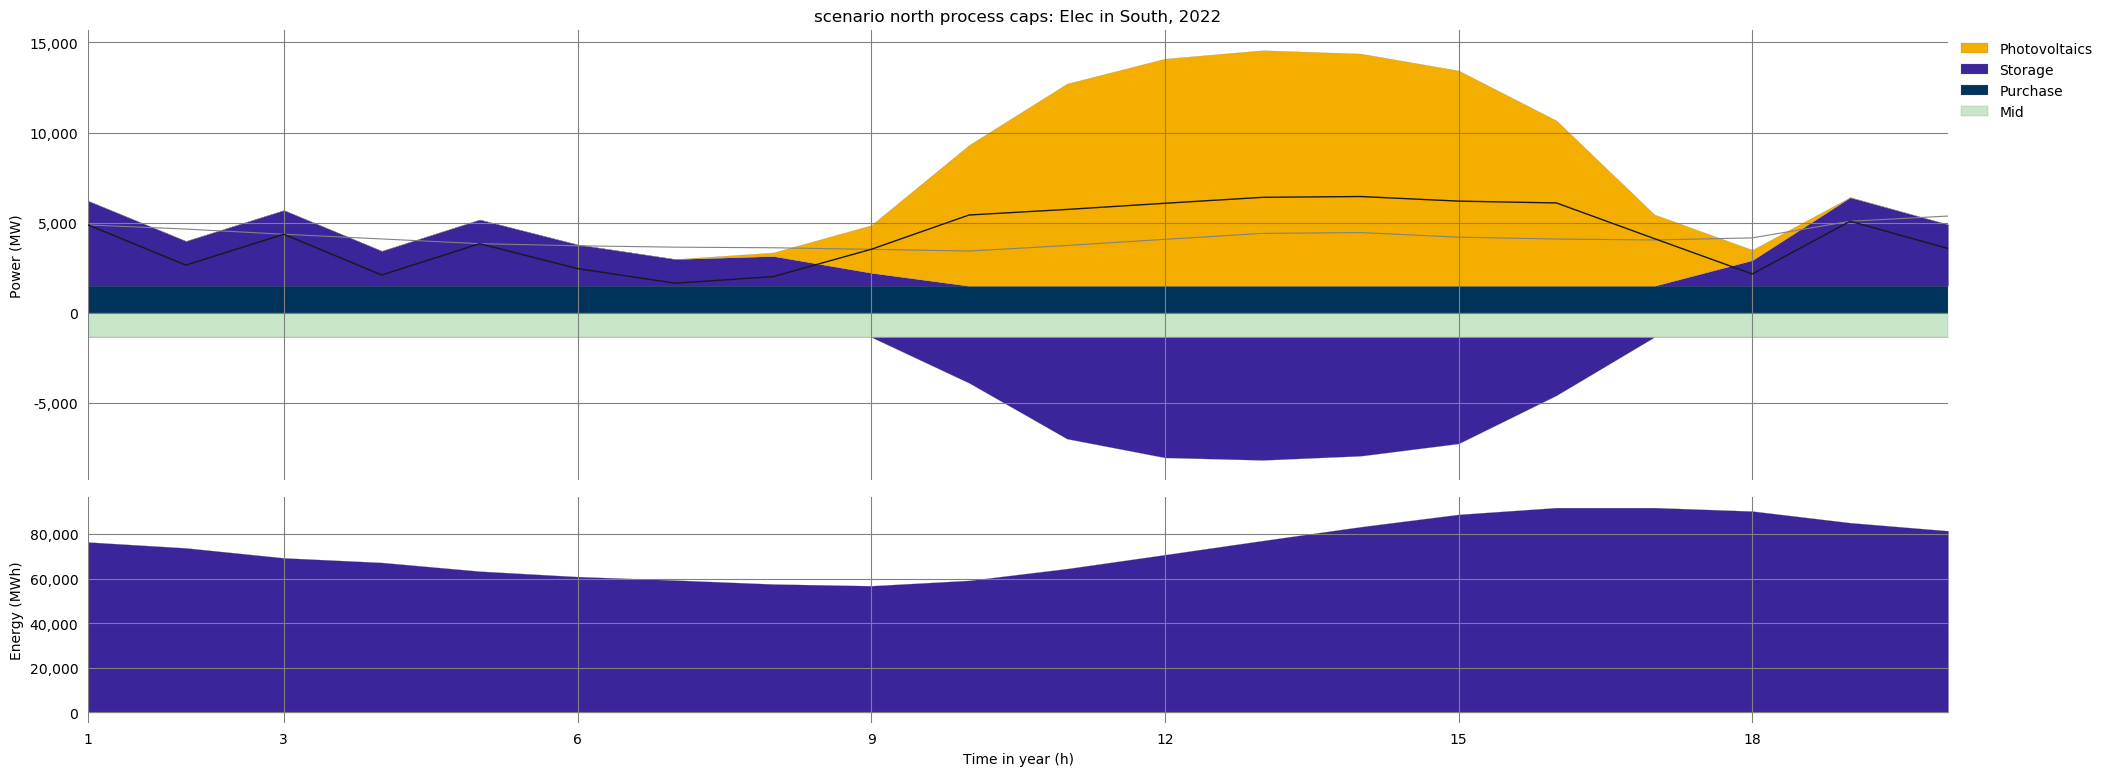 scenario north process caps: Elec in South, 2022
Power (MW)
15,000
10,000
5,000
0
-5,000
Photovoltaics
Storage
Purchase
Mid
Energy (MWh)
80,000
60,000
40,000
20,000
0
1 3 6 9 12 15 18
Time in year (h)